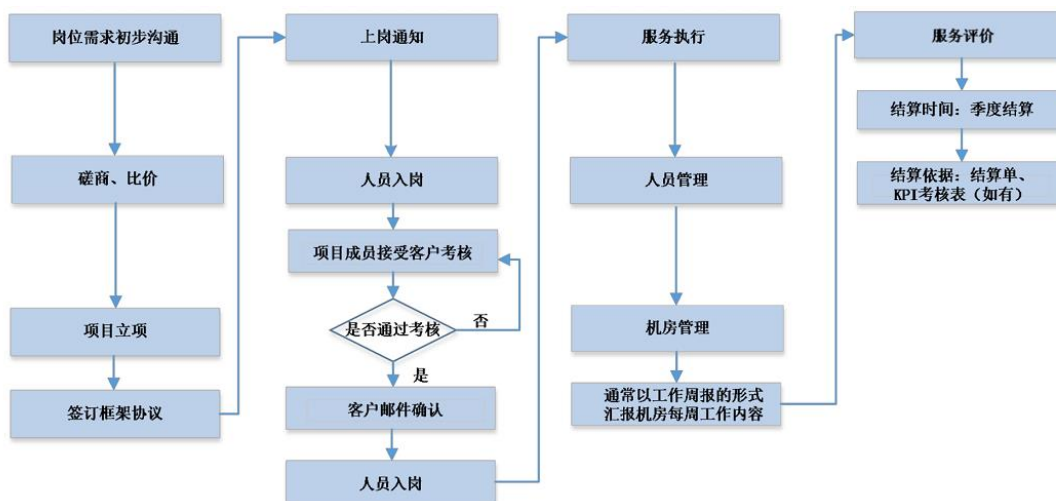 岗位需求初步沟通
磋商、比价
项目立项
签订框架协议
上岗通知
人员入岗
项目成员接受客户考核
是否通过考核
否
是
客户邮件确认
人员入岗
服务执行
人员管理
机房管理
通常以工作周报的形式
汇报机房每周工作内容
服务评价
结算时间：季度结算
结算依据：结算单、
KPI考核表（如有）